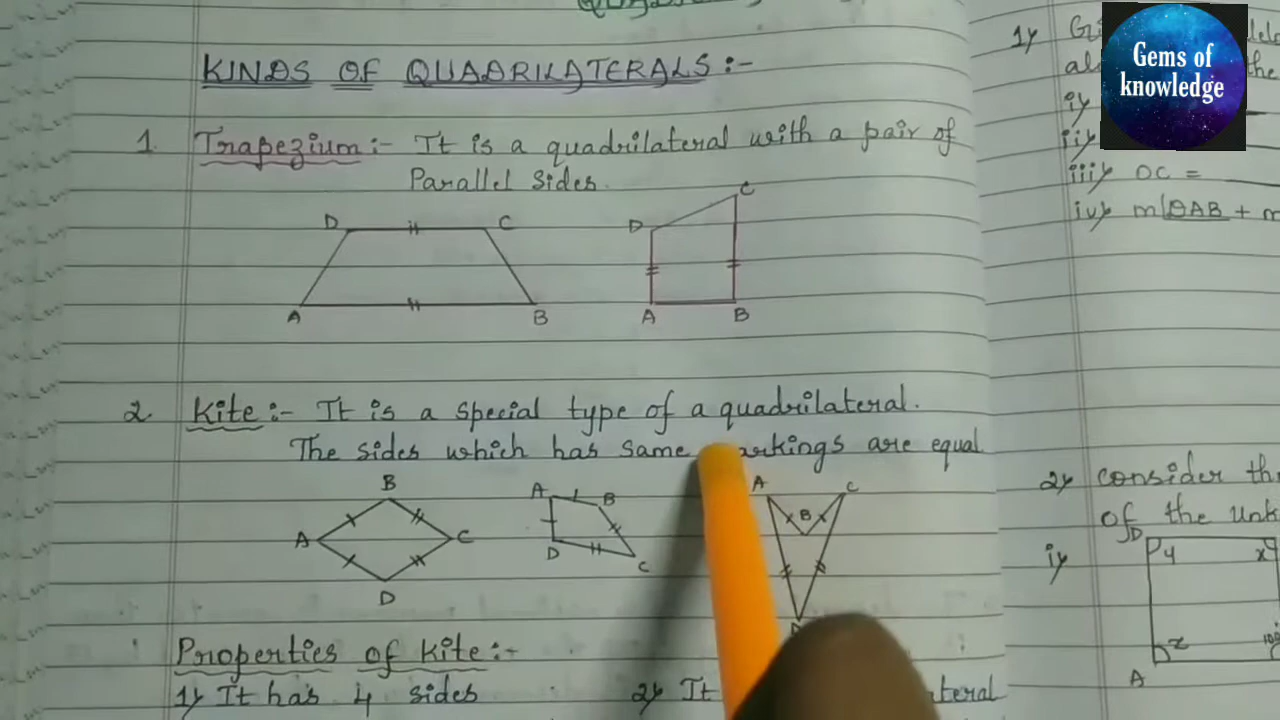 KINDS OF QUADRILATERALS :-
1. Trapezium :- It is a quadrilateral with a pair of
Parallel Sides.
D C
A B
D C
A B
2. Kite :- It is a special type of a quadrilateral.
The sides which has same markings are equal
B
A C
D
A B
D C
A C
B
Properties of Kite :-
1) It has 4 sides 2) It
Gems of
knowledge
1)
i)
ii)
iii) OC =
iv) m∠DAB +
2) consider
of the
i)
D
y x
z
A